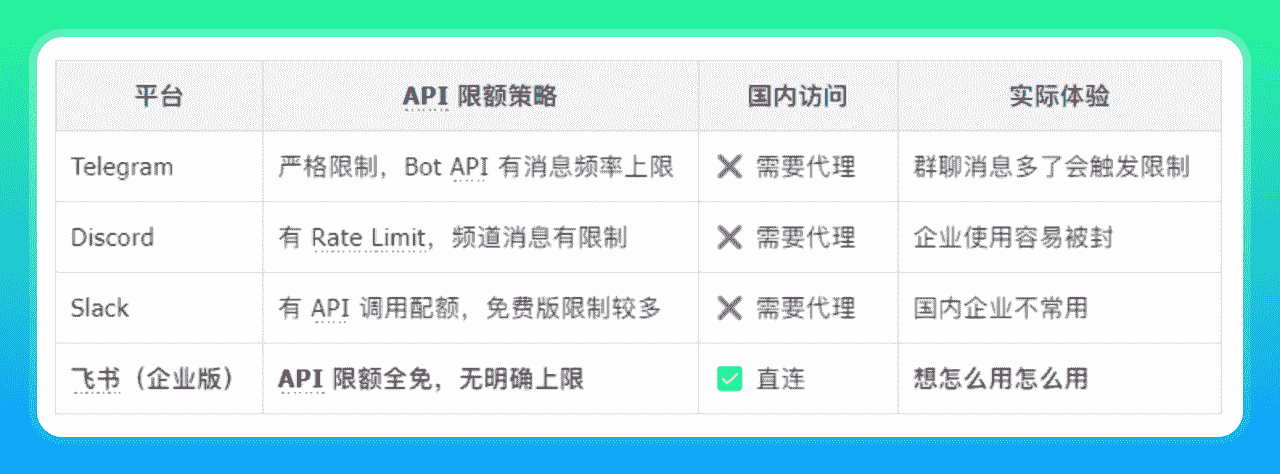 平台 API 限额策略 国内访问 实际体验
Telegram 严格限制，Bot API 有消息频率上限 ❌ 需要代理 群聊消息多了会触发限制
Discord 有 Rate Limit，频道消息有限制 ❌ 需要代理 企业使用容易被封
Slack 有 API 调用配额，免费版限制较多 ❌ 需要代理 国内企业不常用
飞书（企业版） API 限额全免，无明确上限 ✅ 直连 想怎么用怎么用